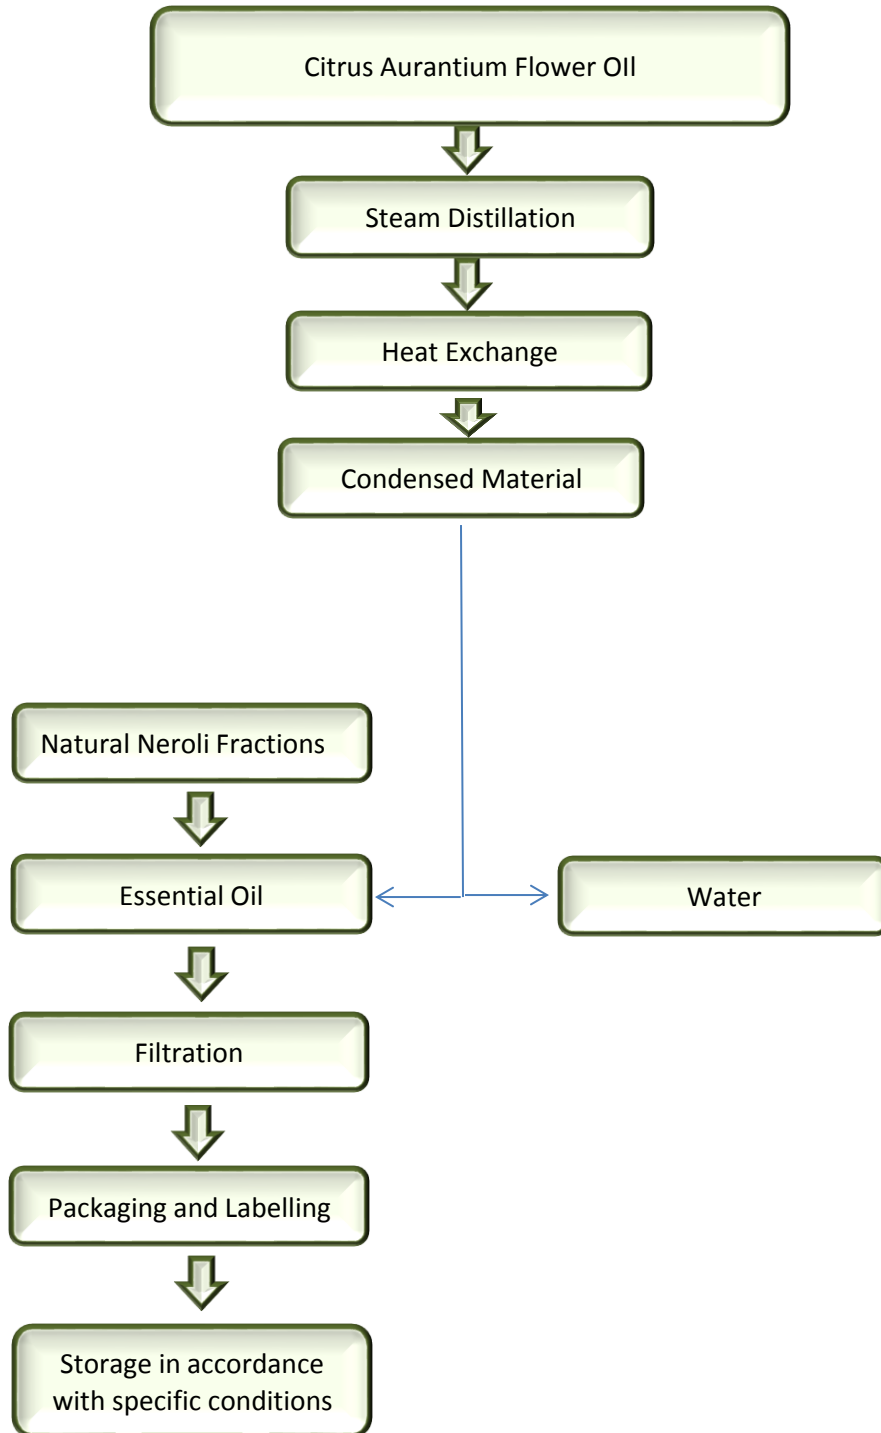 Citrus Aurantium Flower OIl
Steam Distillation
Heat Exchange
Condensed Material
Natural Neroli Fractions
Essential Oil
Water
Filtration
Packaging and Labelling
Storage in accordance
with specific conditions